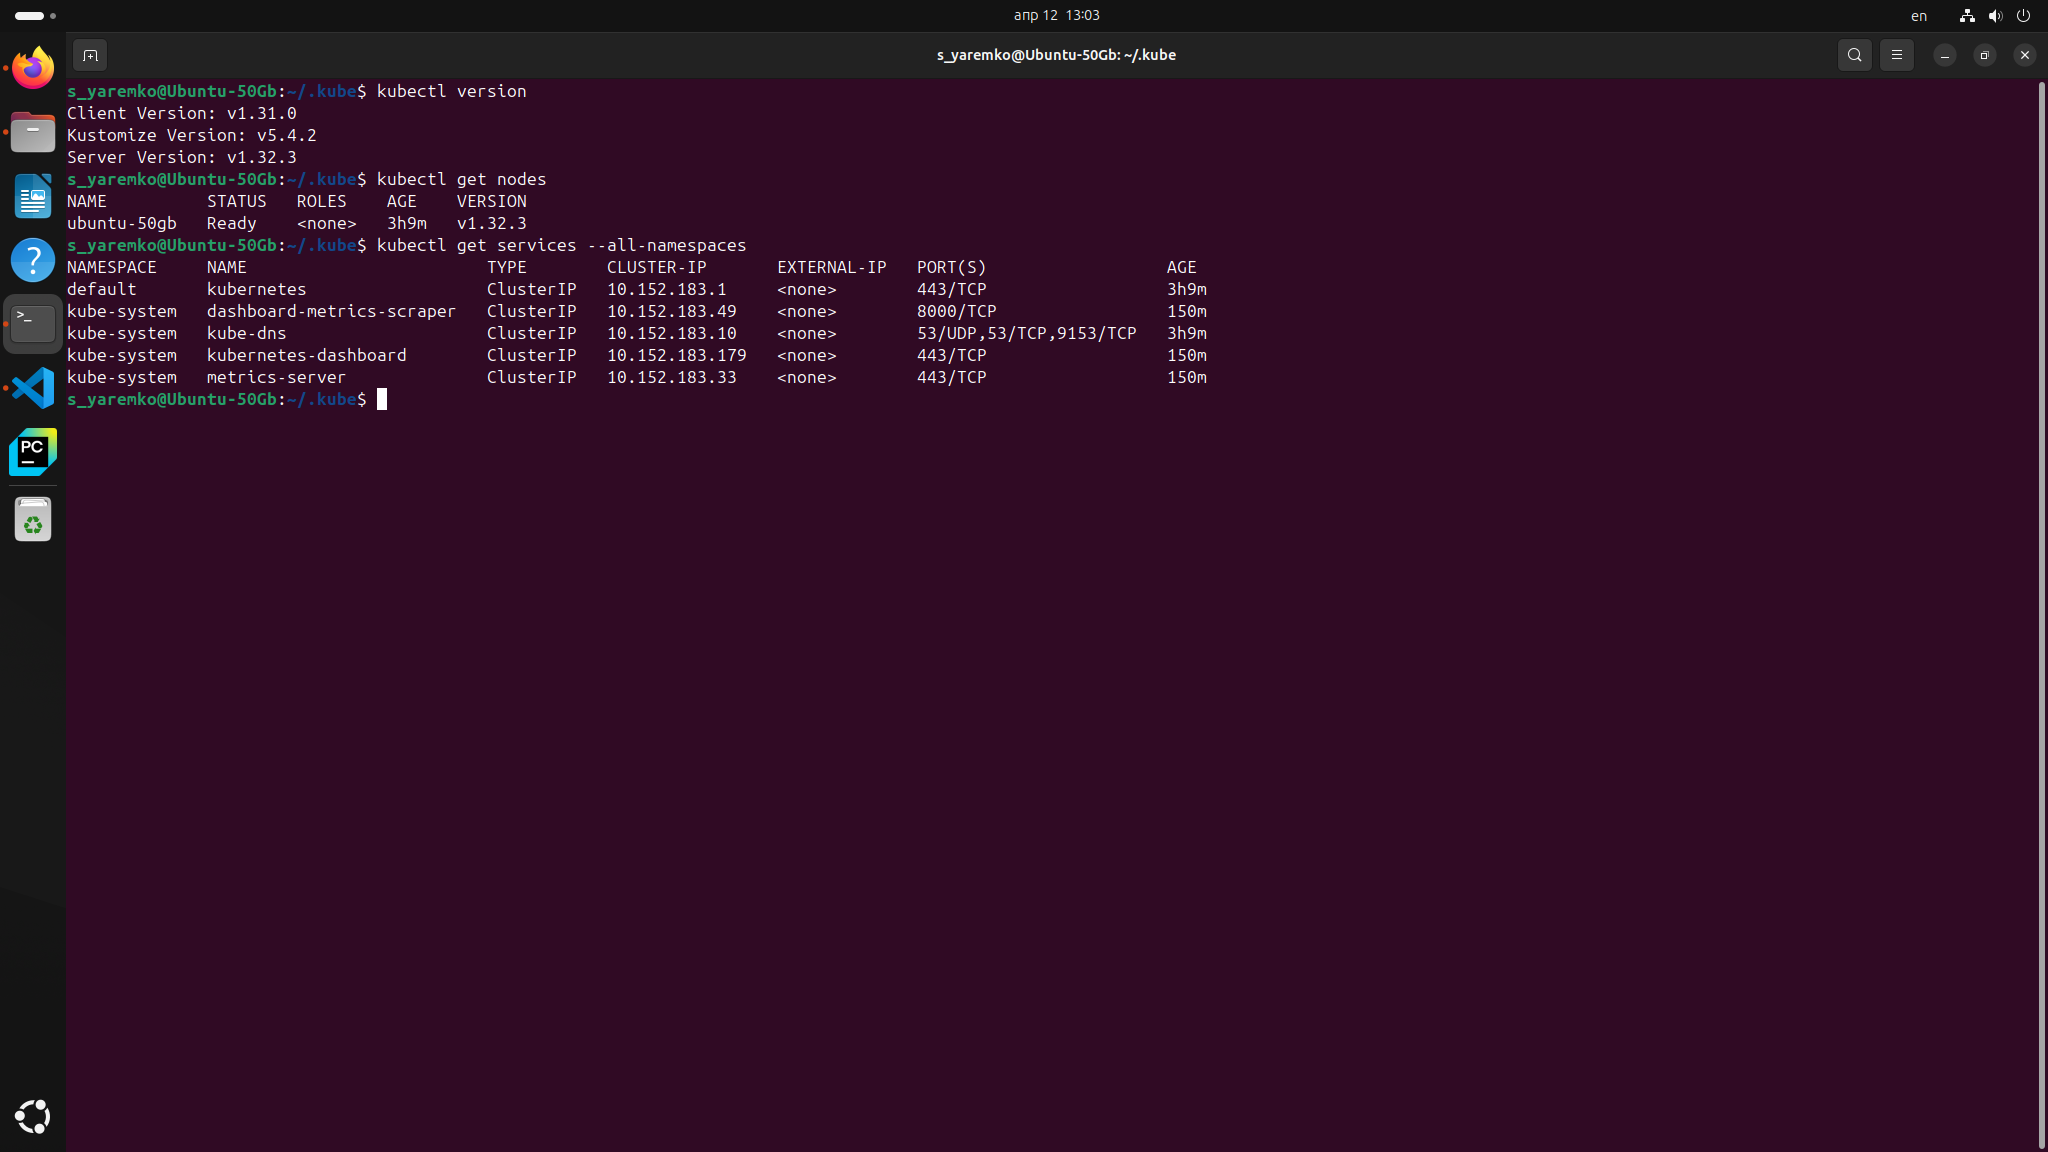 апр 12 13:03
en
s_yaremko@Ubuntu-50Gb: ~/.kube
s_yaremko@Ubuntu-50Gb:~/.kube$ kubectl version
Client Version: v1.31.0
Kustomize Version: v5.4.2
Server Version: v1.32.3
s_yaremko@Ubuntu-50Gb:~/.kube$ kubectl get nodes
NAME STATUS ROLES AGE VERSION
ubuntu-50gb Ready <none> 3h9m v1.32.3
s_yaremko@Ubuntu-50Gb:~/.kube$ kubectl get services --all-namespaces
NAMESPACE NAME TYPE CLUSTER-IP EXTERNAL-IP PORT(S) AGE
default kubernetes ClusterIP 10.152.183.1 <none> 443/TCP 3h9m
kube-system dashboard-metrics-scraper ClusterIP 10.152.183.49 <none> 8000/TCP 150m
kube-system kube-dns ClusterIP 10.152.183.10 <none> 53/UDP,53/TCP,9153/TCP 3h9m
kube-system kubernetes-dashboard ClusterIP 10.152.183.179 <none> 443/TCP 150m
kube-system metrics-server ClusterIP 10.152.183.33 <none> 443/TCP 150m
s_yaremko@Ubuntu-50Gb:~/.kube$
PC